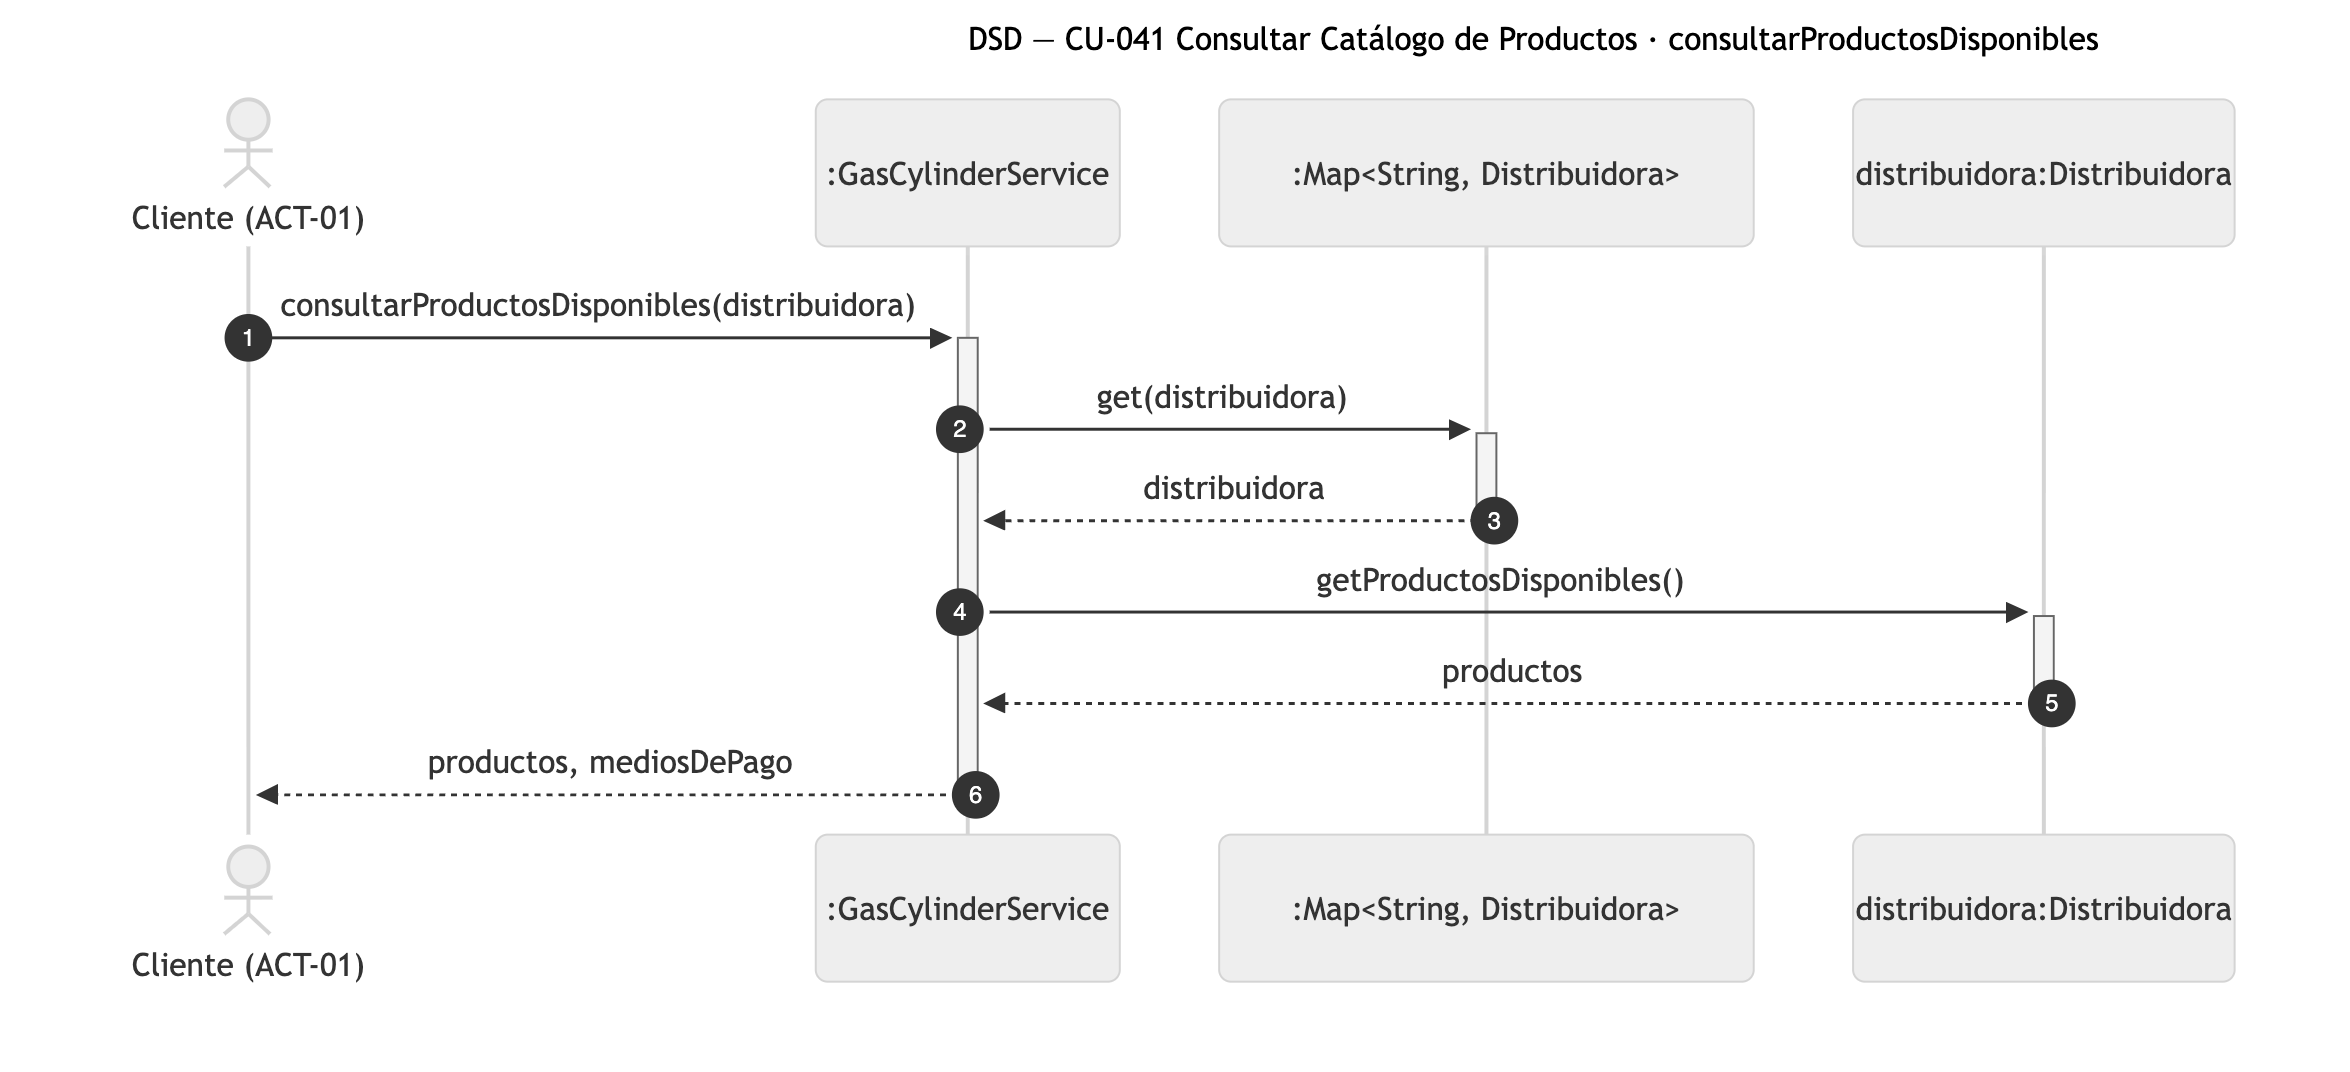 DSD — CU-041 Consultar Catálogo de Productos · consultarProductosDisponibles
Cliente (ACT-01)
:GasCylinderService
:Map<String, Distribuidora>
distribuidora:Distribuidora
consultarProductosDisponibles(distribuidora)
1
get(distribuidora)
2
distribuidora
3
getProductosDisponibles()
4
productos
5
productos, mediosDePago
6
Cliente (ACT-01)
:GasCylinderService
:Map<String, Distribuidora>
distribuidora:Distribuidora